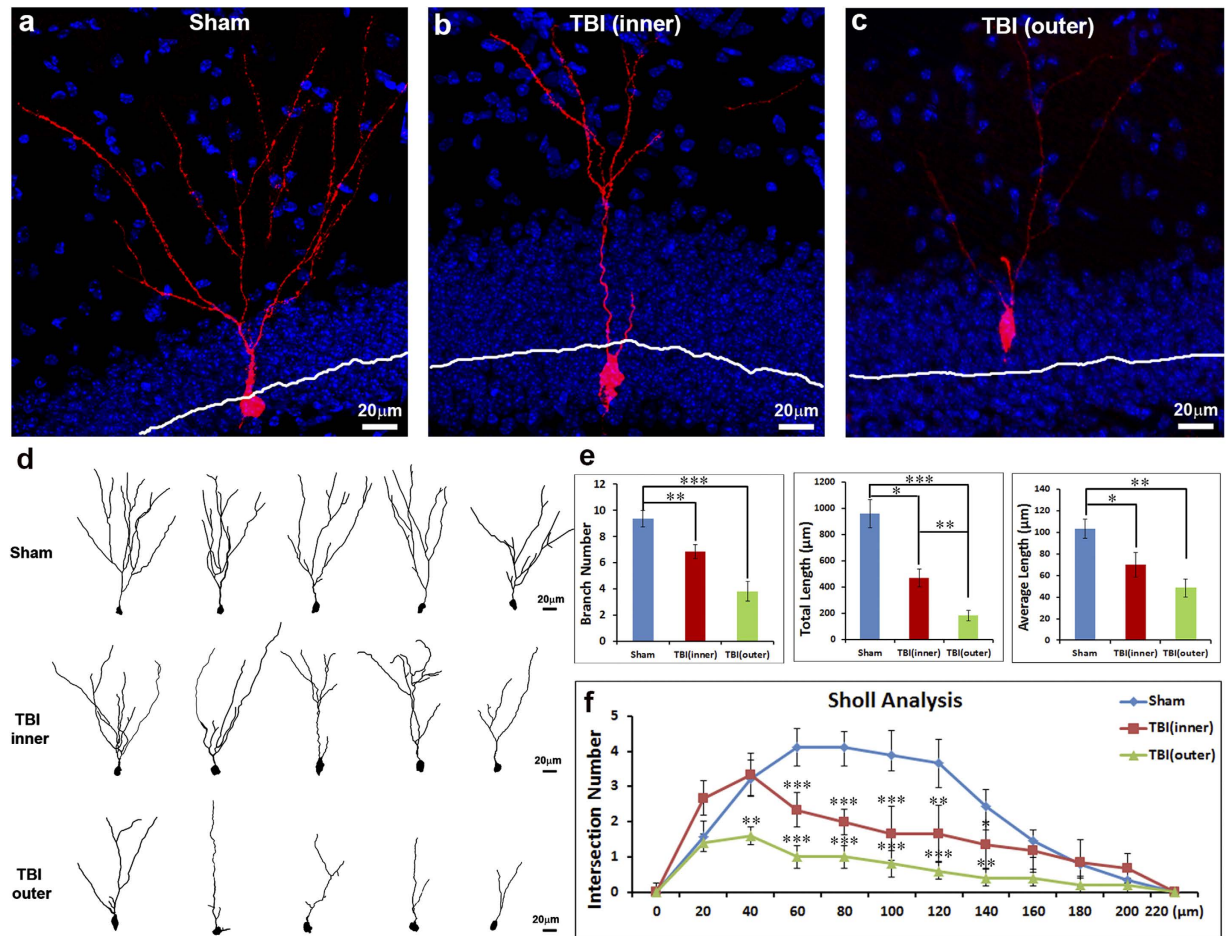 a Sham
b TBI (inner)
c TBI (outer)
20μm
20μm
20μm
d
Sham
20μm
TBI
inner
20μm
TBI
outer
20μm
e
Branch Number
12
10
8
6
4
2
0
***
**
Sham TBI(inner) TBI(outer)
Total Length (μm)
1200
1000
800
600
400
200
0
***
*
**
Sham TBI(inner) TBI(outer)
Average Length (μm)
140
120
100
80
60
40
20
0
**
*
Sham TBI(inner) TBI(outer)
f
Sholl Analysis
Sham
TBI(inner)
TBI(outer)
Intersection Number
5
4
3
2
1
0
*** *** *** ** *
** *** *** *** *** **
0 20 40 60 80 100 120 140 160 180 200 220 (μm)